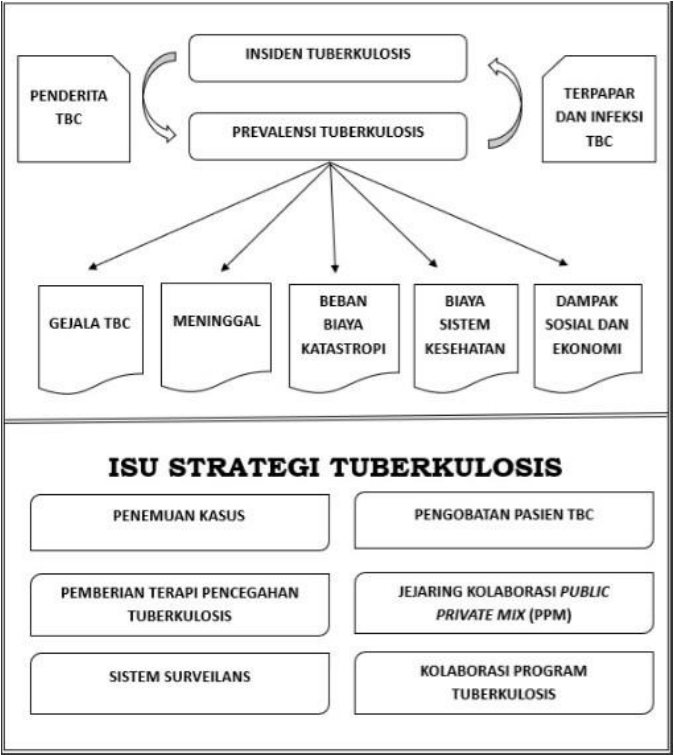 INSIDEN TUBERKULOSIS
PENDERITA
TBC
TERPAPAR
DAN INFEKSI
TBC
PREVALENSI TUBERKULOSIS
GEJALA TBC
MENINGGAL
BEBAN
BIAYA
KATASTROPI
BIAYA
SISTEM
KESEHATAN
DAMPAK
SOSIAL DAN
EKONOMI
ISU STRATEGI TUBERKULOSIS
PENEMUAN KASUS
PENGOBATAN PASIEN TBC
PEMBERIAN TERAPI PENCEGAHAN
TUBERKULOSIS
JEJARING KOLABORASI PUBLIC
PRIVATE MIX (PPM)
SISTEM SURVEILANS
KOLABORASI PROGRAM
TUBERKULOSIS